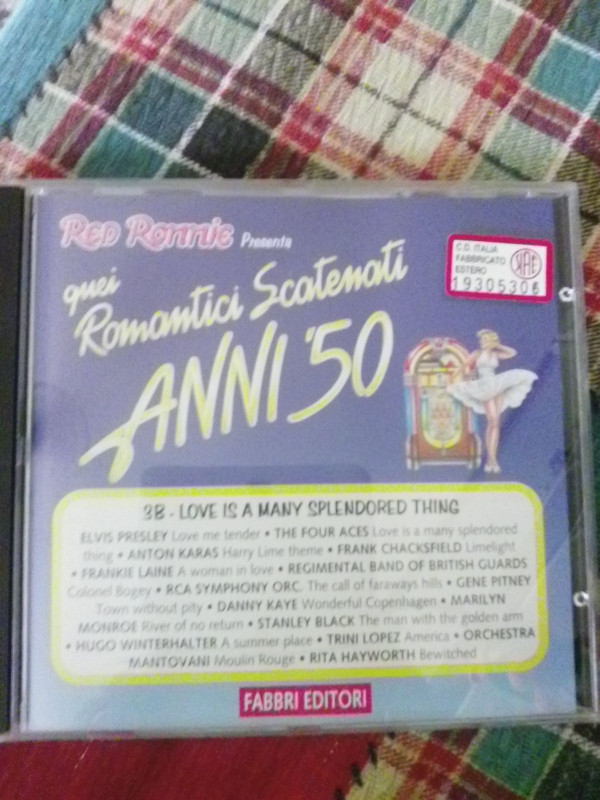 RED RONNIE Presenta
quei
Romantici Scatenati
ANNI '50
C.D. ITALIA
FABBRICATO
ESTERO
SIAE
19305306
3B - LOVE IS A MANY SPLENDORED THING
ELVIS PRESLEY Love me tender • THE FOUR ACES Love is a many splendored
thing • ANTON KARAS Harry Lime theme • FRANK CHACKSFIELD Limelight
• FRANKIE LAINE A woman in love • REGIMENTAL BAND OF BRITISH GUARDS
Colonel Bogey • RCA SYMPHONY ORC. The call of faraways hills • GENE PITNEY
Town without pity • DANNY KAYE Wonderful Copenhagen • MARILYN
MONROE River of no return • STANLEY BLACK The man with the golden arm
• HUGO WINTERHALTER A summer place • TRINI LOPEZ America • ORCHESTRA
MANTOVANI Moulin Rouge • RITA HAYWORTH Bewitched
FABBRI EDITORI